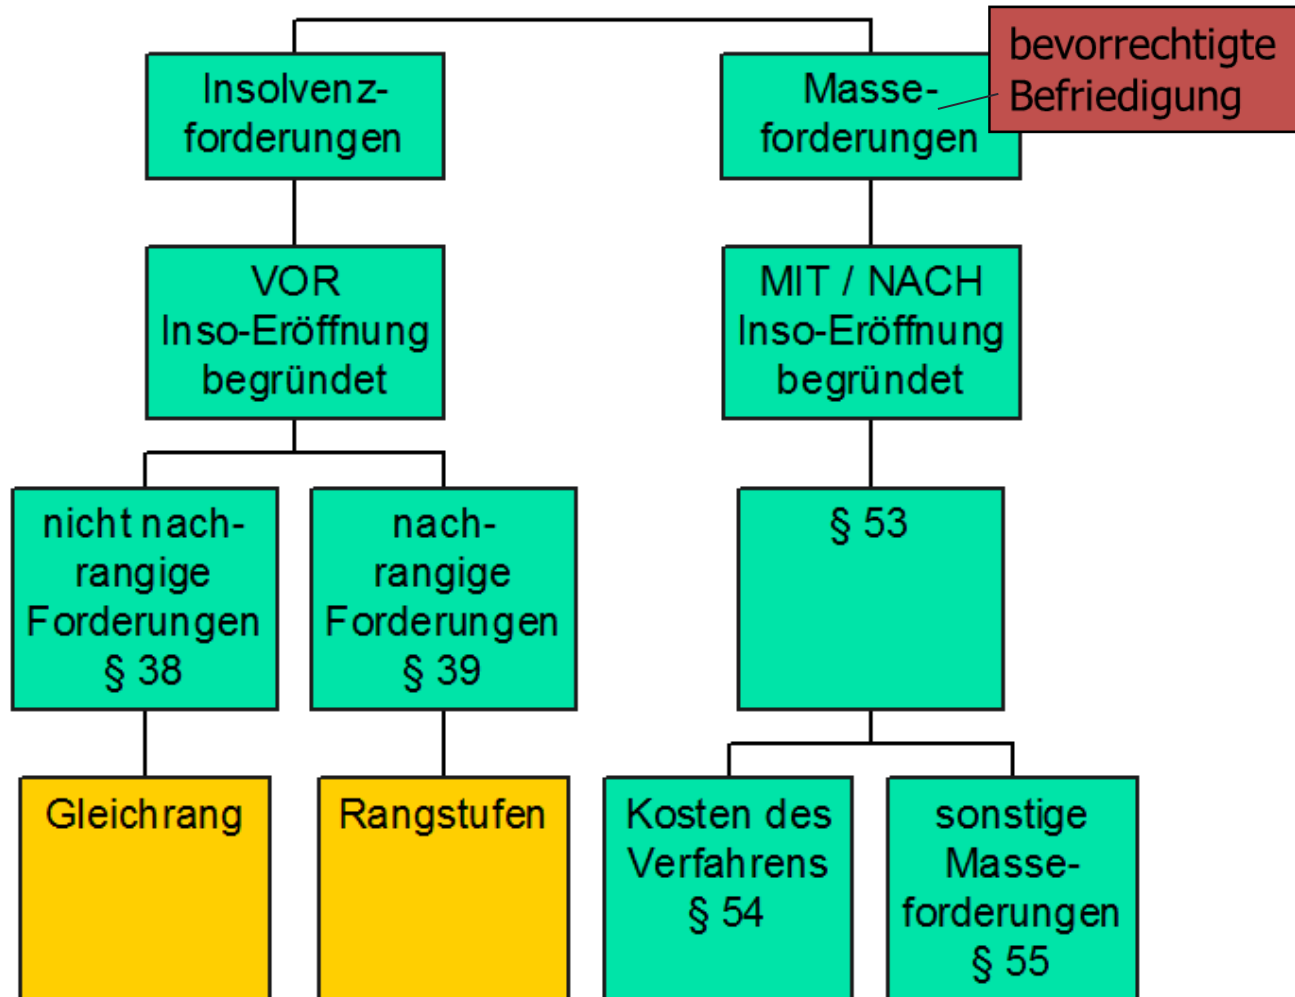 bevorrechtigte
Befriedigung
Insolvenz-
forderungen
Masse-
forderungen
VOR
Inso-Eröffnung
begründet
MIT / NACH
Inso-Eröffnung
begründet
nicht nach-
rangige
Forderungen
§ 38
nach-
rangige
Forderungen
§ 39
§ 53
Gleichrang
Rangstufen
Kosten des
Verfahrens
§ 54
sonstige
Masse-
forderungen
§ 55